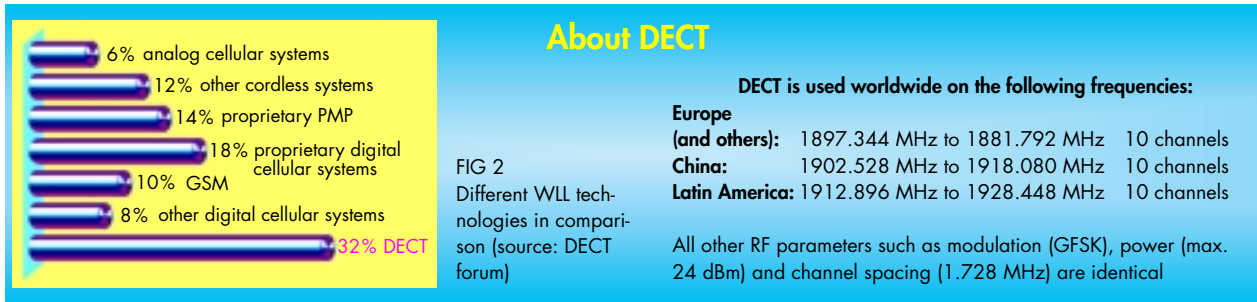 6% analog cellular systems
12% other cordless systems
14% proprietary PMP
18% proprietary digital
cellular systems
10% GSM
8% other digital cellular systems
32% DECT
FIG 2
Different WLL tech-
nologies in compari-
son (source: DECT
forum)
About DECT
DECT is used worldwide on the following frequencies:
Europe
(and others): 1897.344 MHz to 1881.792 MHz 10 channels
China: 1902.528 MHz to 1918.080 MHz 10 channels
Latin America: 1912.896 MHz to 1928.448 MHz 10 channels
All other RF parameters such as modulation (GFSK), power (max.
24 dBm) and channel spacing (1.728 MHz) are identical